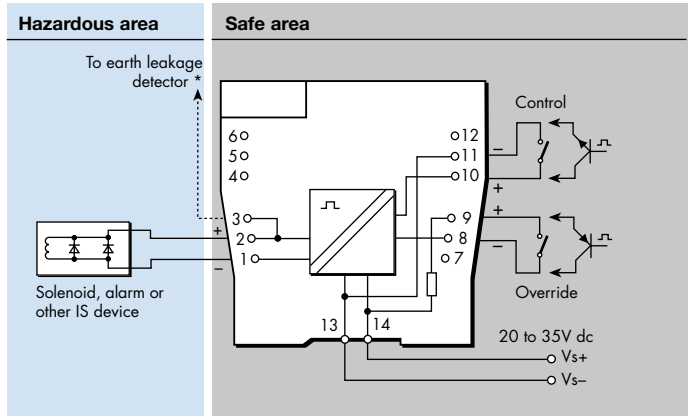 Hazardous area
Safe area
To earth leakage
detector *
Control
6
5
4
3
2
1
12
11
10
9
8
7
–
+
+
–
+
–
Solenoid, alarm or
other IS device
Override
13
14
20 to 35V dc
Vs+
Vs–